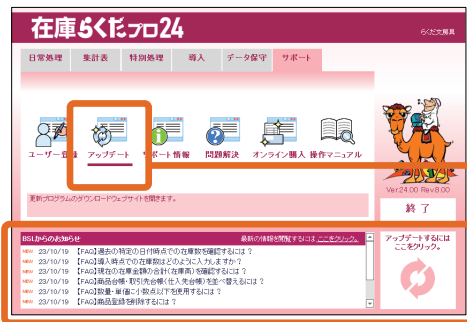 在庫らくだプロ24
らくだ文房具
日常処理 集計表 特別処理 導入 データ保守 サポート
ユーザー登録 アップデート サポート情報 問題解決 オンライン購入 操作マニュアル
更新プログラムのダウンロードウェブサイトを開きます。
Ver.24.00 Rev.8.00
終 了
BSLからのお知らせ 最新の情報を閲覧するには ここをクリック。
NEW 23/10/19 【FAQ】過去の特定の日付時点での在庫数を確認するには？
NEW 23/10/19 【FAQ】導入時点での在庫数はどのように入力しますか？
NEW 23/10/19 【FAQ】現在の在庫金額の合計(在庫高)を確認するには？
NEW 23/10/19 【FAQ】商品台帳・取引先台帳(仕入先台帳)を並べ替えるには？
NEW 23/10/19 【FAQ】数量・単価に小数点以下を使用するには？
NEW 23/10/19 【FAQ】商品登録を削除するには？
アップデートするには
ここをクリック。